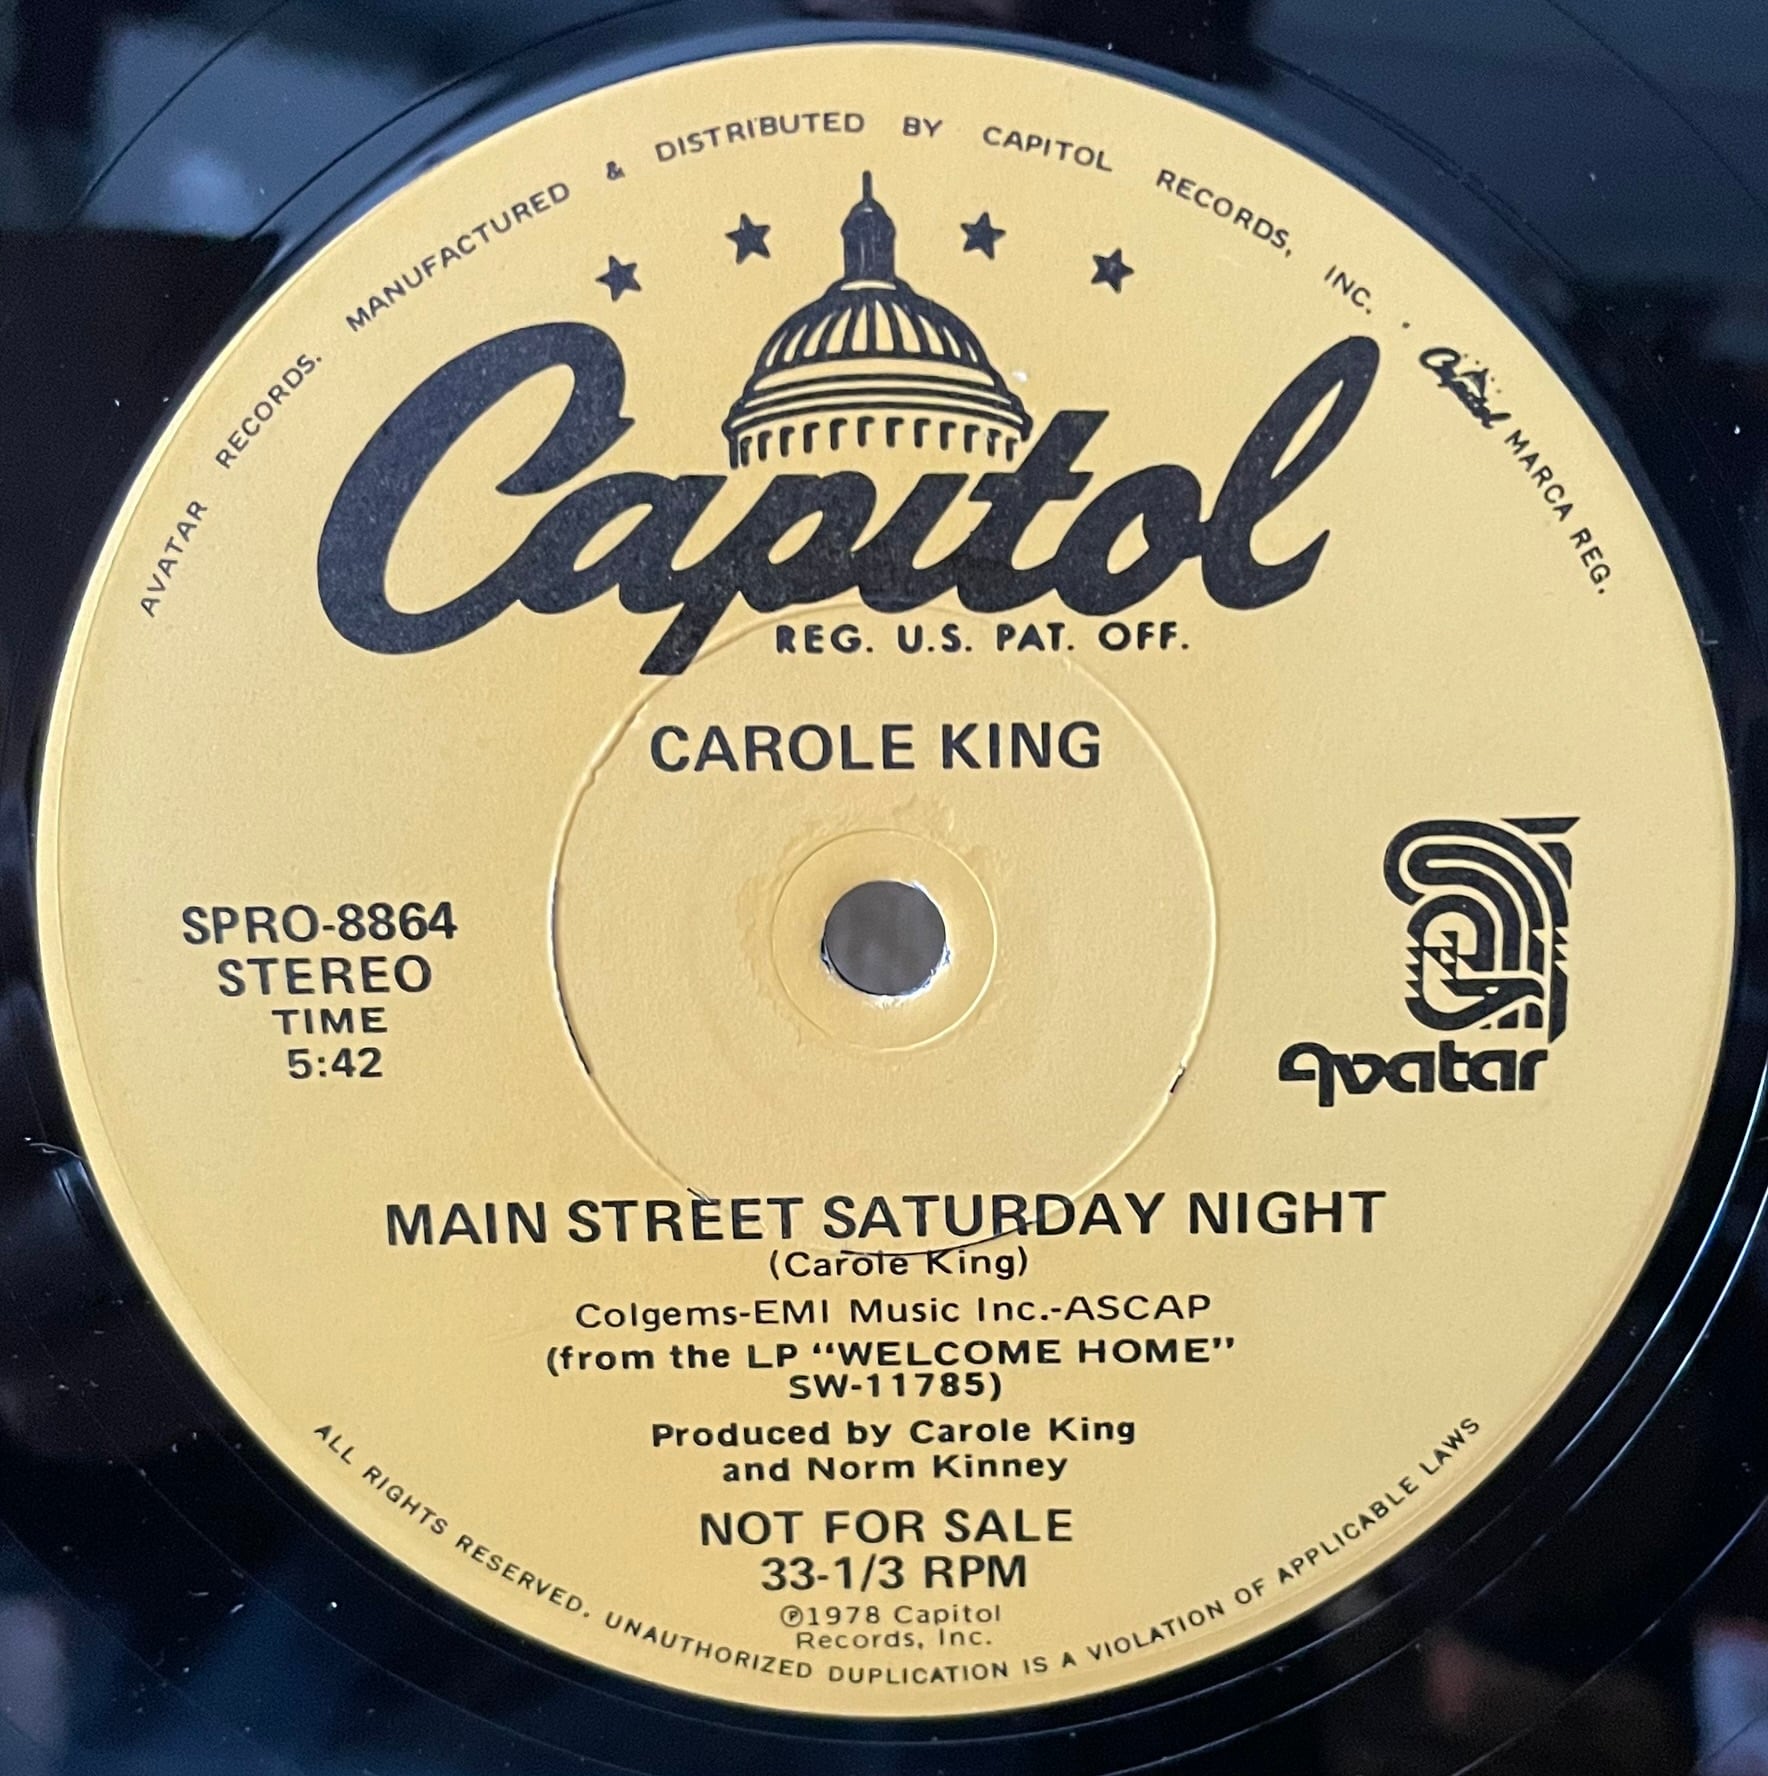 AVATAR RECORDS. MANUFACTURED & DISTRIBUTED BY CAPITOL RECORDS, INC. . Capitol MARCA REG.
Capitol
REG. U.S. PAT. OFF.
CAROLE KING
SPRO-8864
STEREO
TIME
5:42
Avatar
MAIN STREET SATURDAY NIGHT
(Carole King)
Colgems-EMI Music Inc.-ASCAP
(from the LP “WELCOME HOME”
SW-11785)
Produced by Carole King
and Norm Kinney
NOT FOR SALE
33-1/3 RPM
℗1978 Capitol
Records, Inc.
ALL RIGHTS RESERVED. UNAUTHORIZED DUPLICATION IS A VIOLATION OF APPLICABLE LAWS